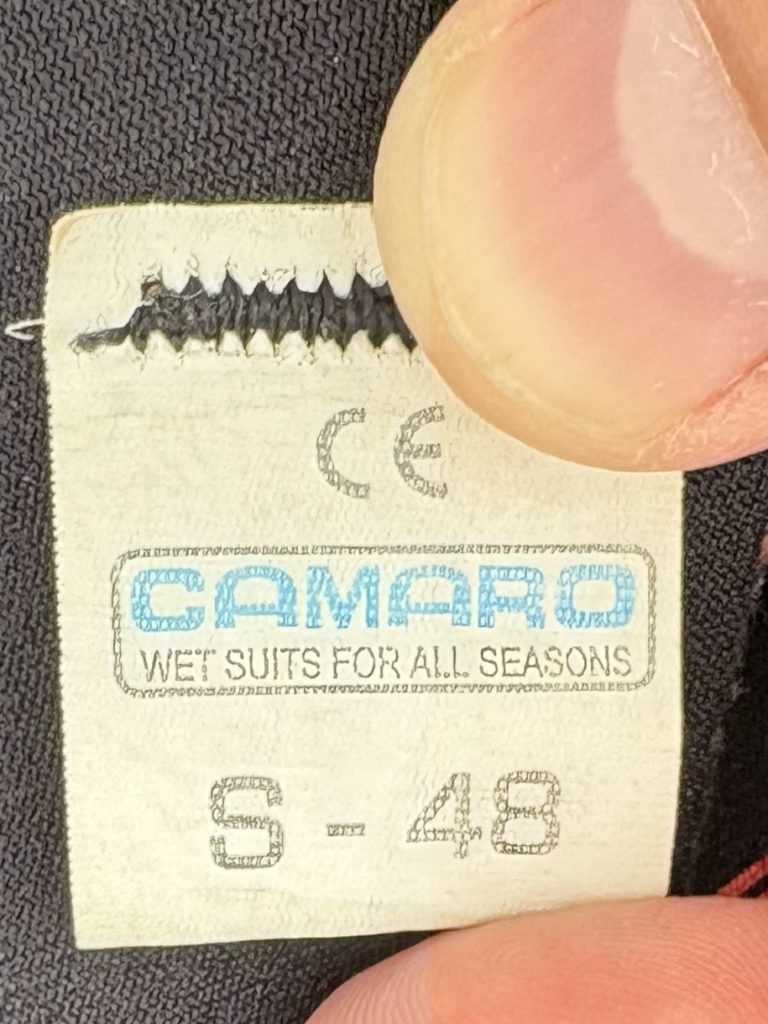 CE
CAMARO
WET SUITS FOR ALL SEASONS
S - 48